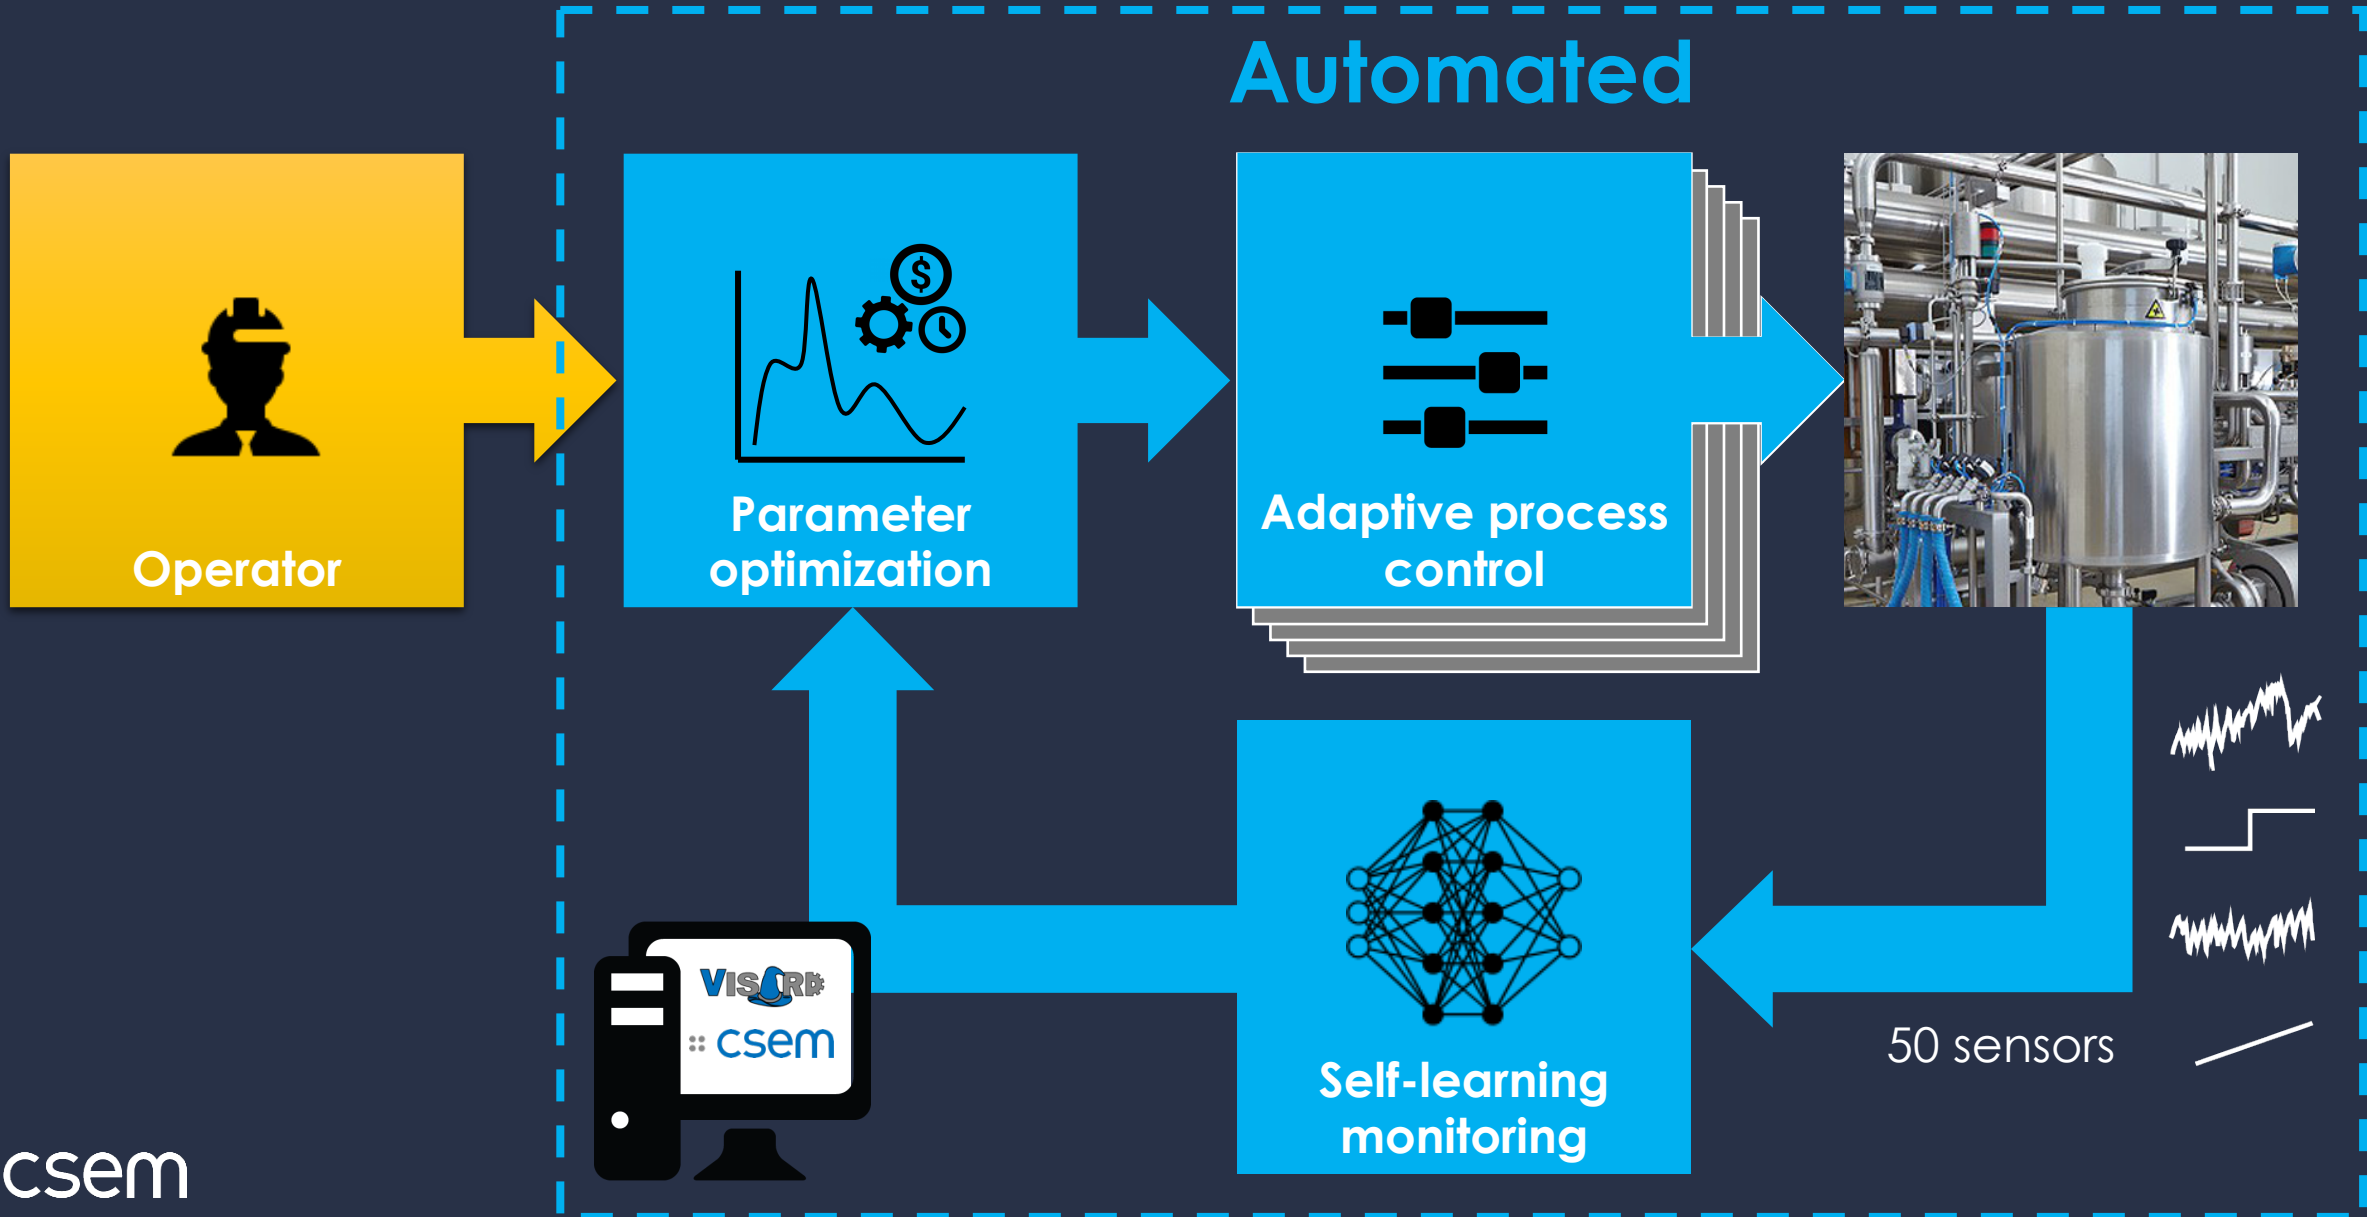 Automated
$
Operator
Parameter
optimization
Adaptive process
control
VISARD
csem
50 sensors
Self-learning
monitoring
csem